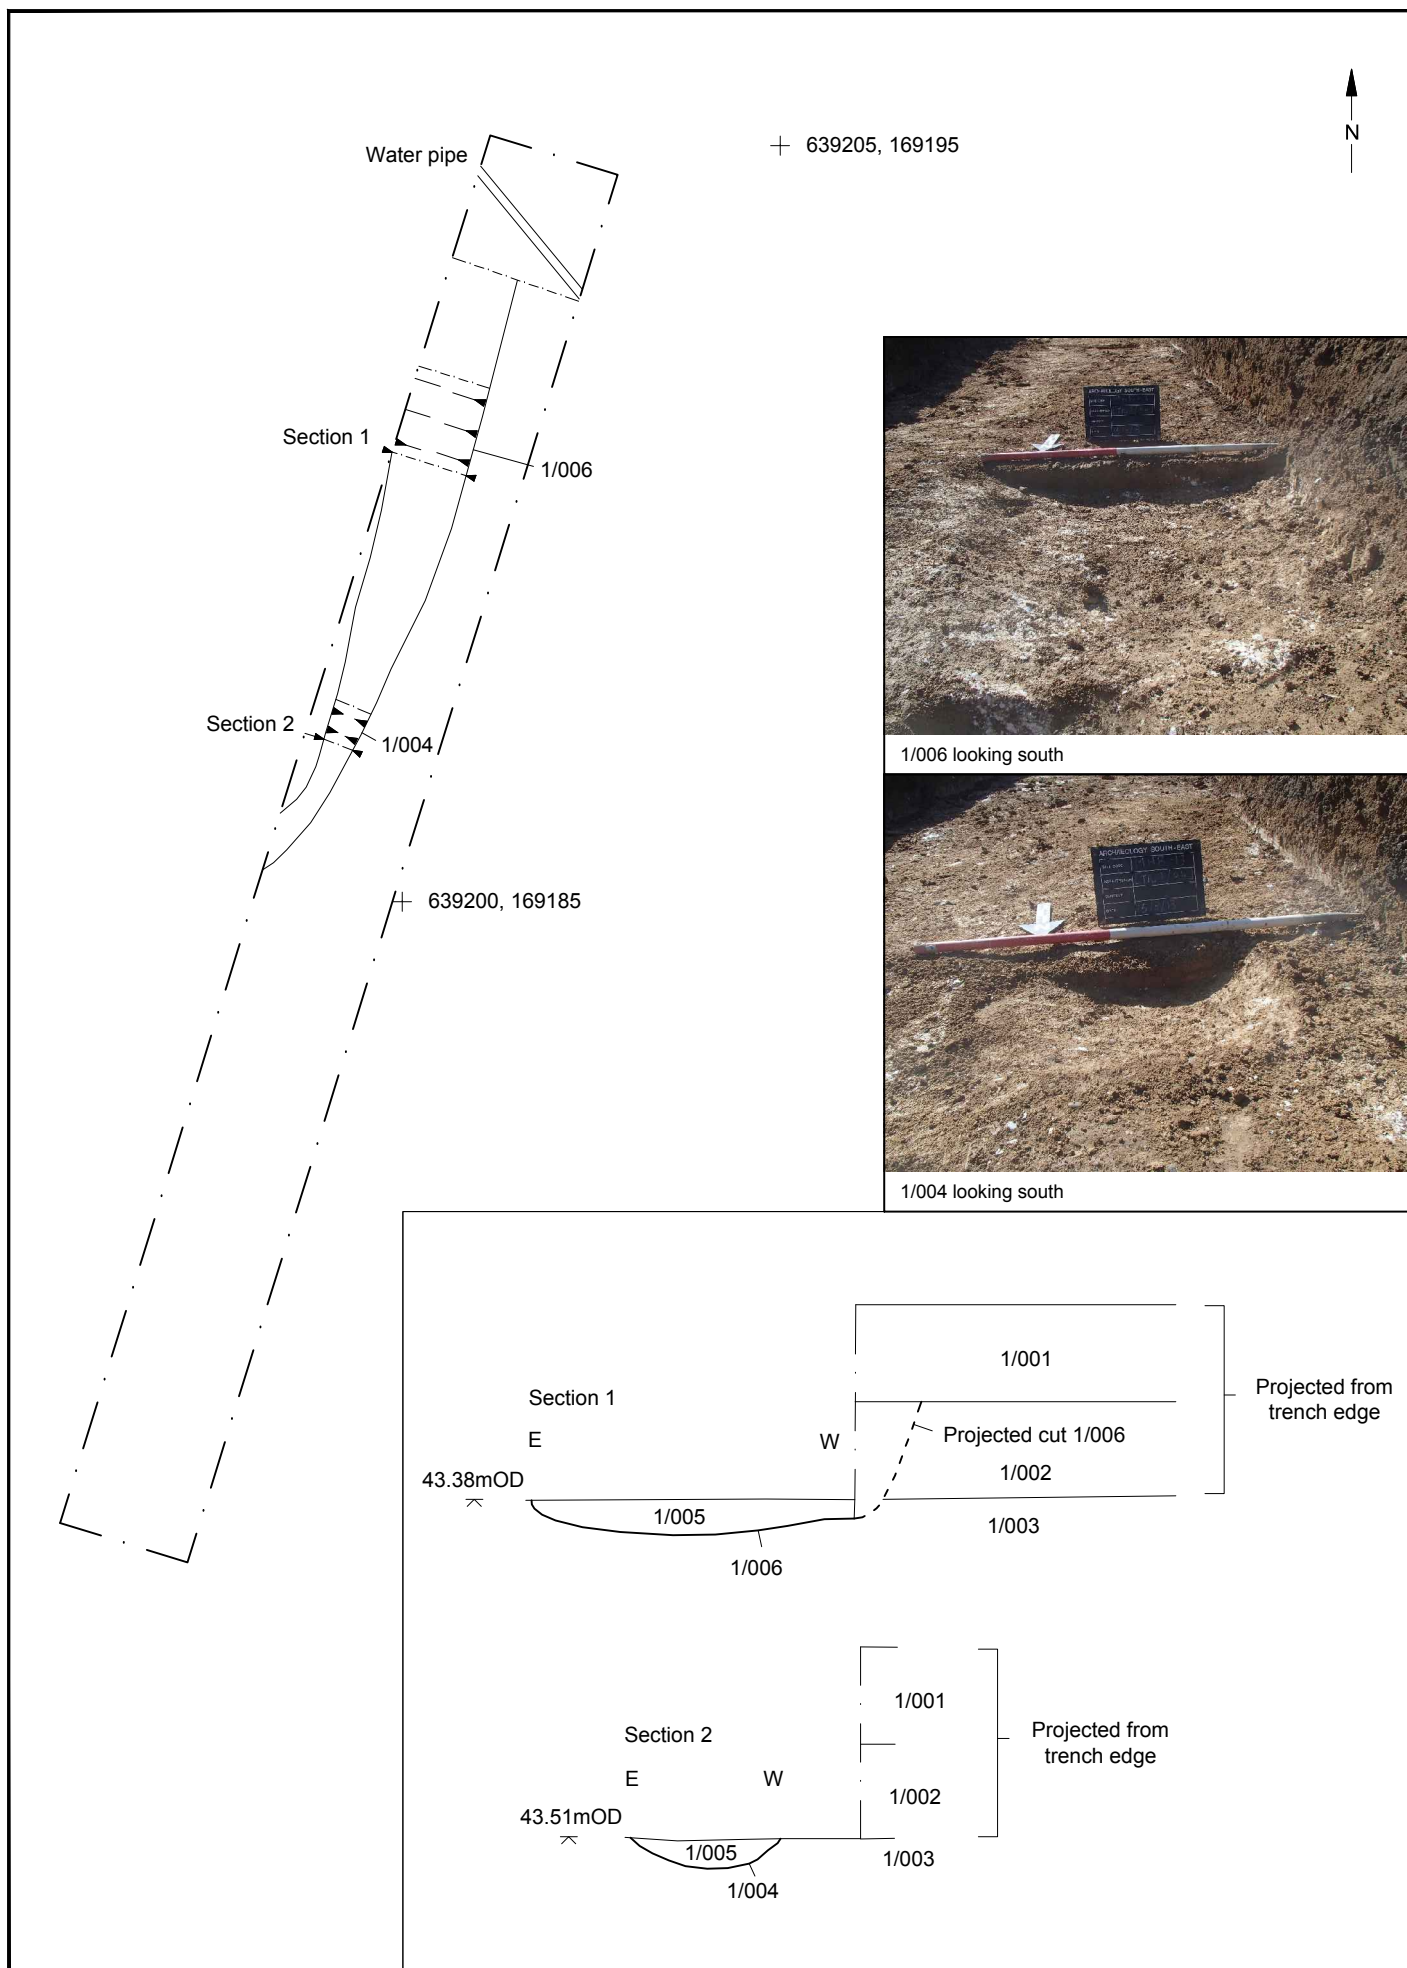 Water pipe
639205, 169195
N
Section 1
1/006
Section 2
1/004
639200, 169185
ARCHAEOLOGY SOUTH-EAST
1/006 looking south
ARCHAEOLOGY SOUTH-EAST
1/004 looking south
1/001
Section 1
Projected from
trench edge
E
W
Projected cut 1/006
1/002
43.38mOD
1/005
1/003
1/006
1/001
Section 2
Projected from
trench edge
E
W
1/002
43.51mOD
1/005
1/003
1/004